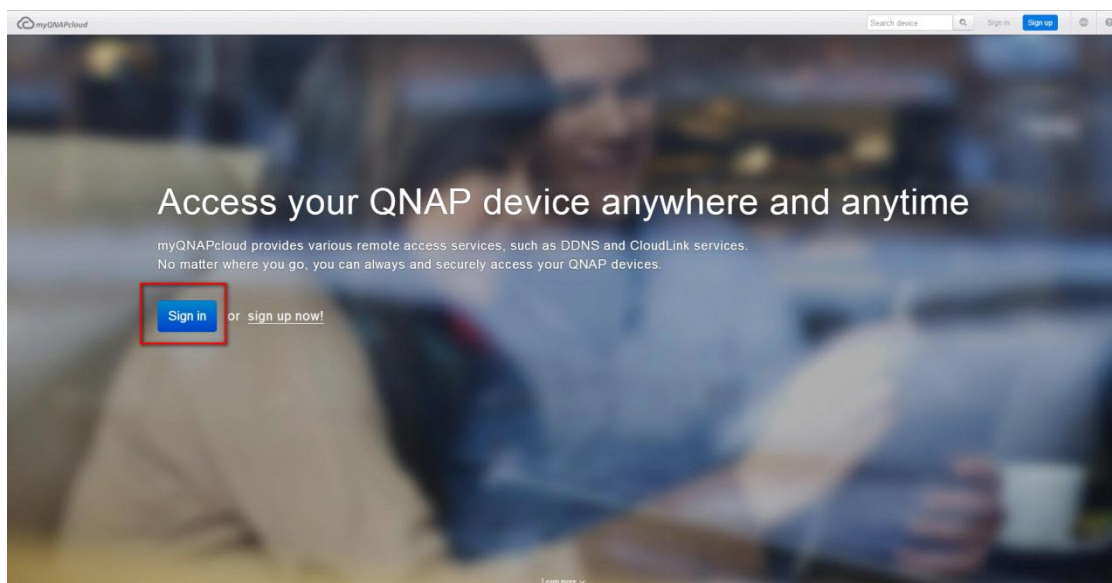 myQNAPcloud
Search device
Sign in
Sign up
Access your QNAP device anywhere and anytime
myQNAPcloud provides various remote access services, such as DDNS and CloudLink services.
No matter where you go, you can always and securely access your QNAP devices.
Sign in or sign up now!
Learn more